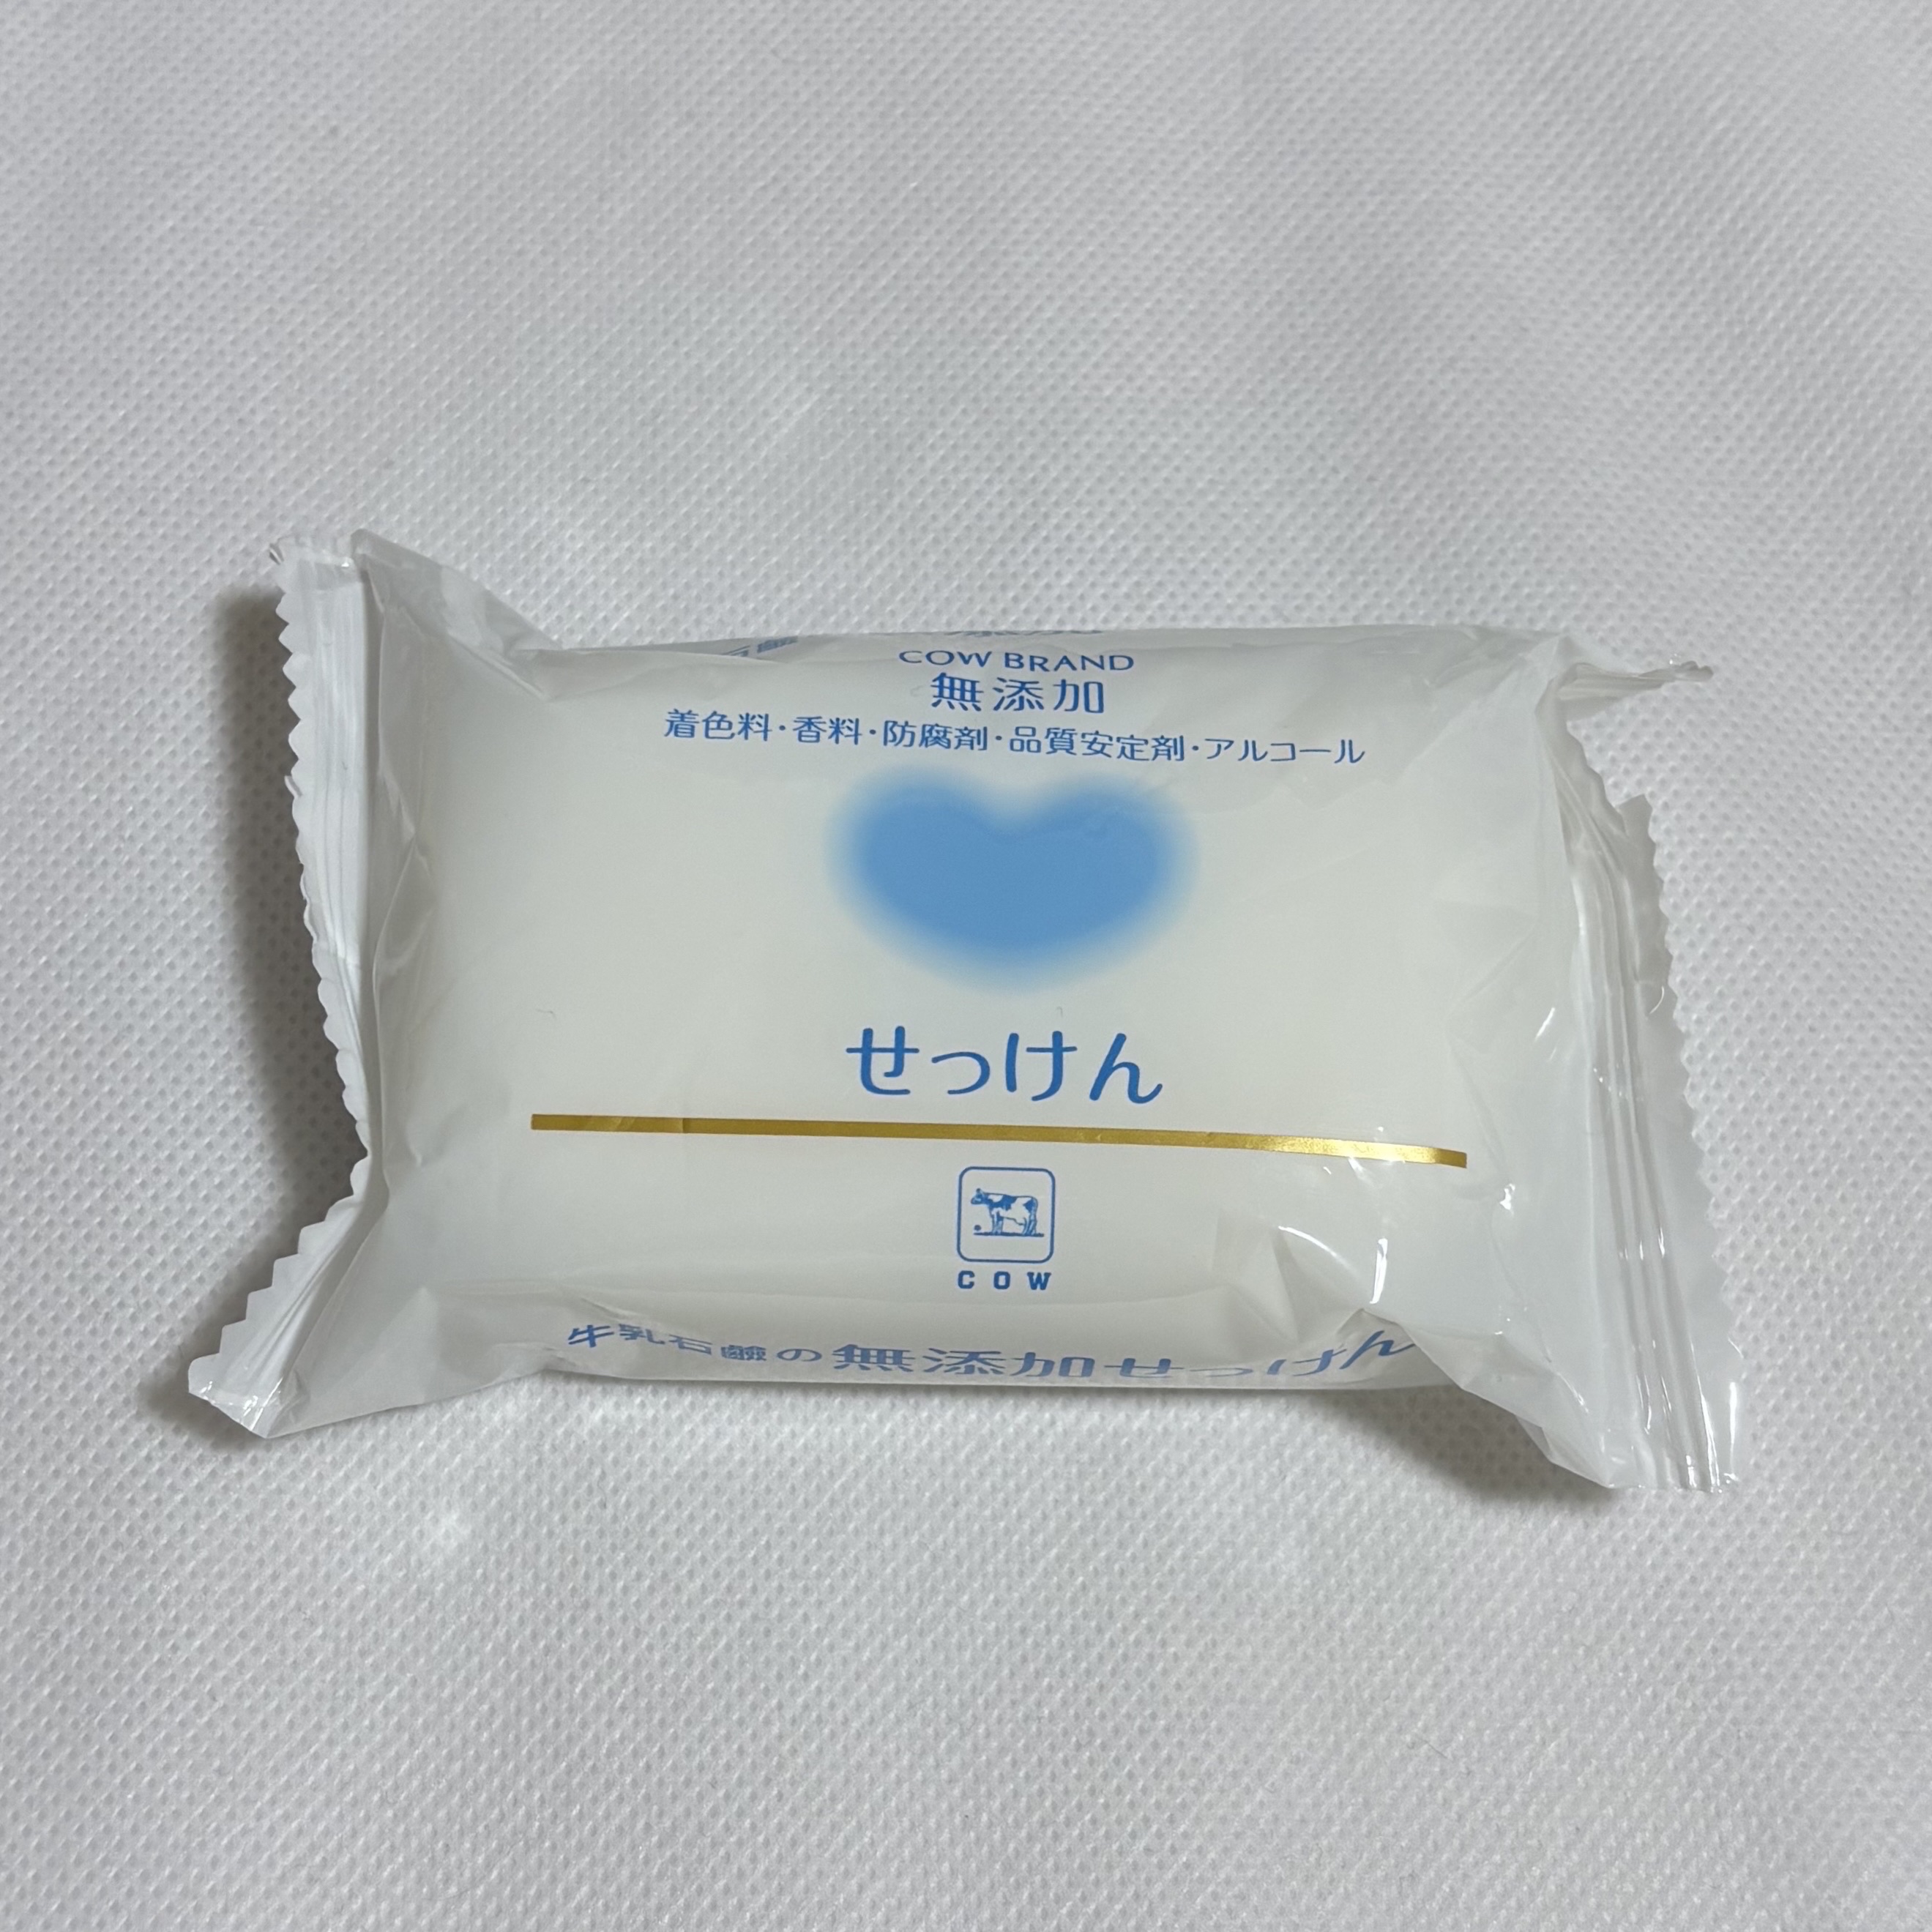 COW BRAND
無添加
着色料・香料・防腐剤・品質安定剤・アルコール
せっけん
COW
牛乳石鹸の無添加せっけん